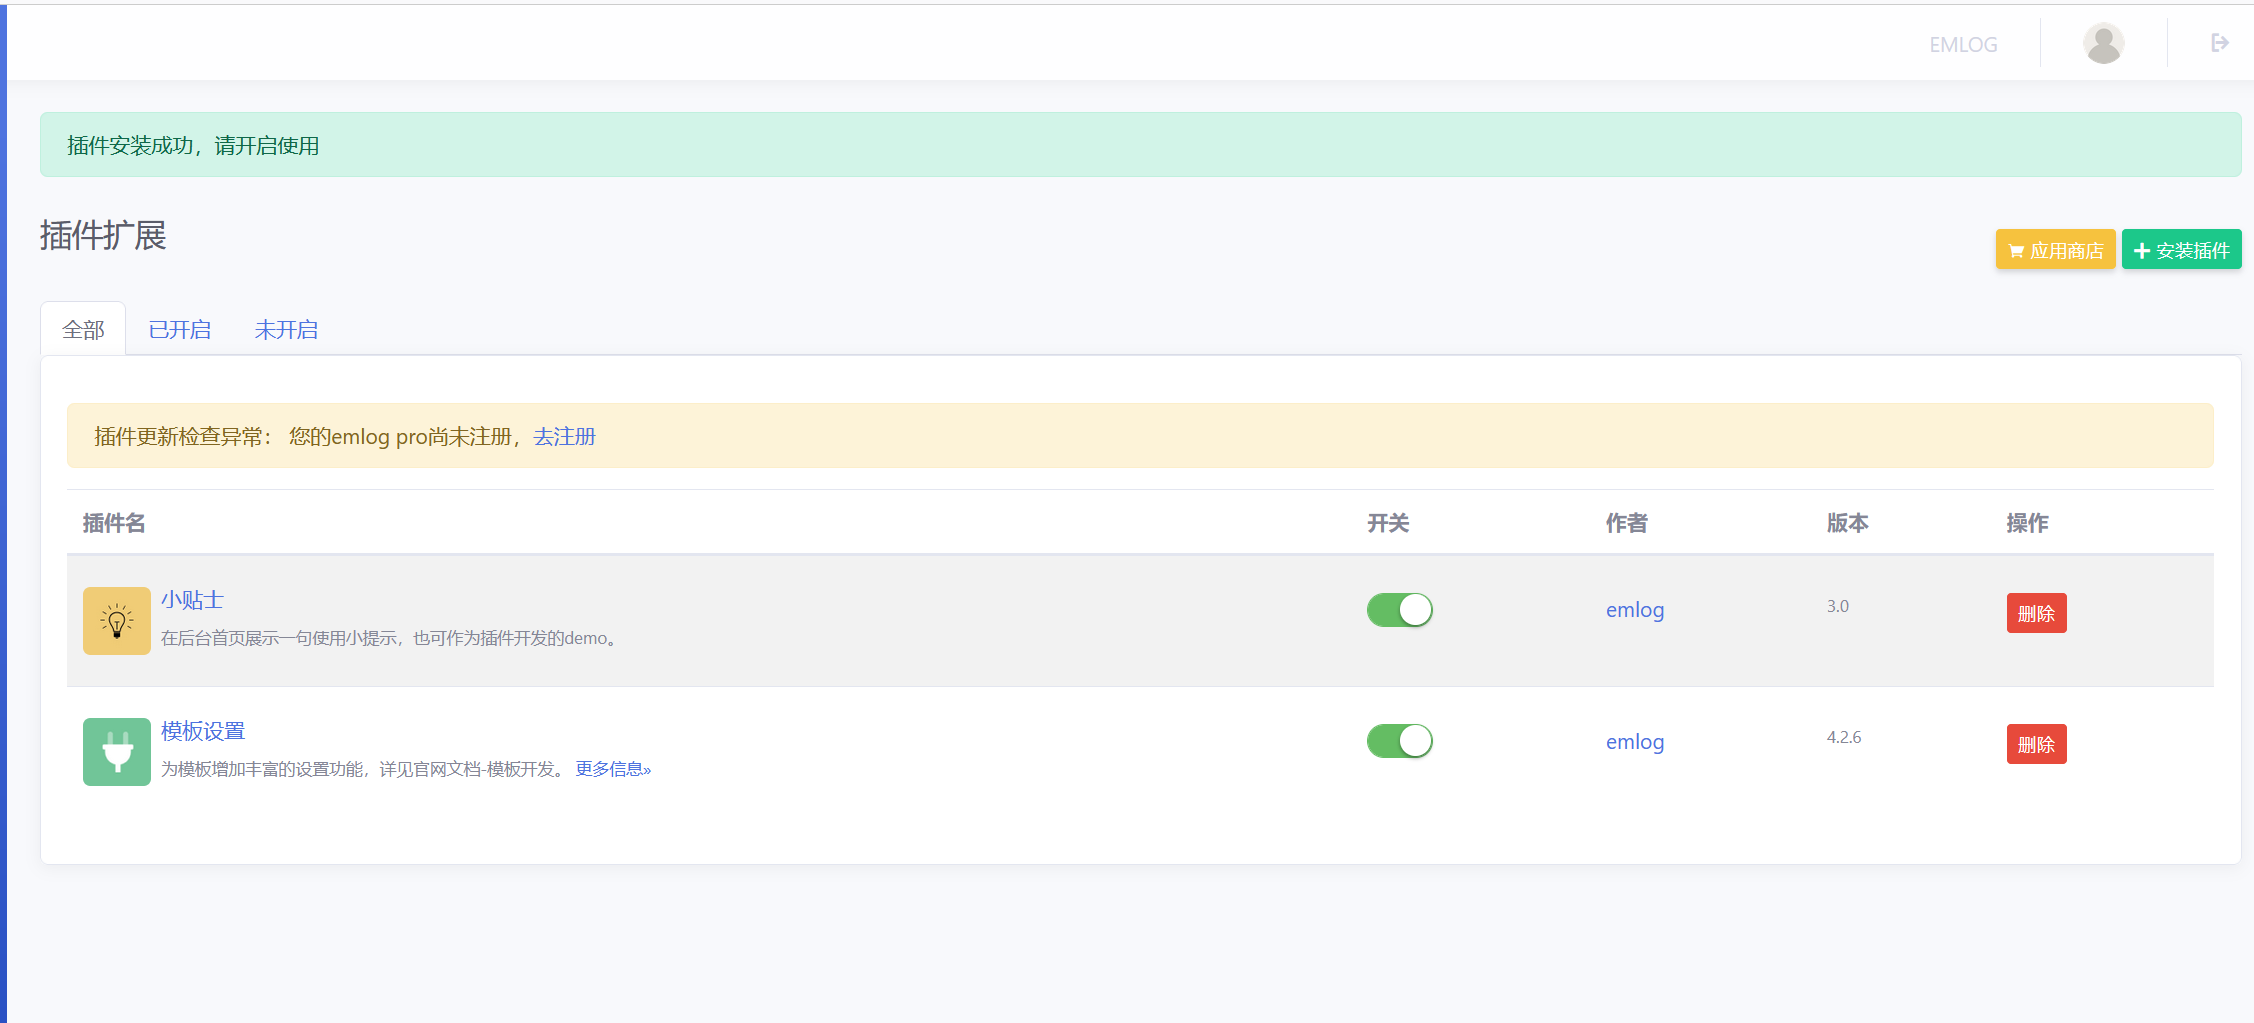 EMLOG
插件安装成功，请开启使用
插件扩展
应用商店 安装插件
全部 已开启 未开启
插件更新检查异常： 您的emlog pro尚未注册，去注册
插件名 开关 作者 版本 操作
小贴士 emlog 3.0 删除
在后台首页展示一句使用小提示，也可作为插件开发的demo。
模板设置 emlog 4.2.6 删除
为模板增加丰富的设置功能，详见官网文档-模板开发。 更多信息»